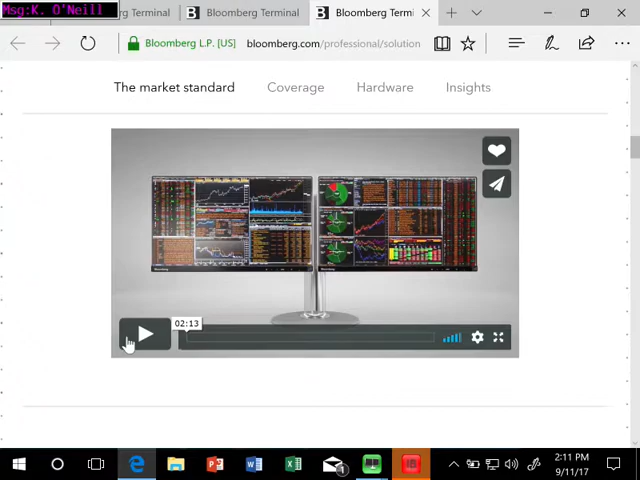 Msg:K. O'Neill
rg Terminal
Bloomberg Terminal
Bloomberg Termi
Bloomberg L.P. [US]
bloomberg.com/professional/solution
The market standard
Coverage
Hardware
Insights
02:13
2:11 PM
9/11/17